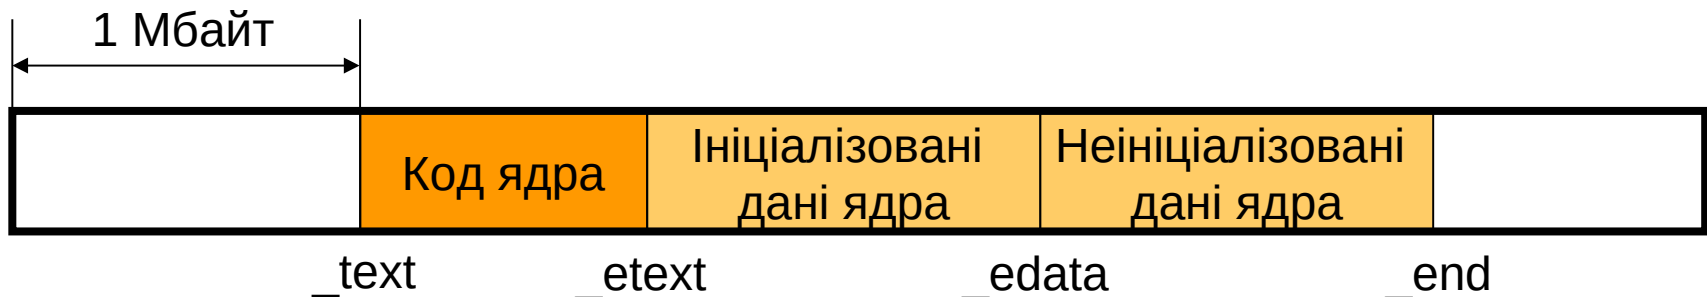 1 Мбайт
Код ядра
Ініціалізовані
дані ядра
Неініціалізовані
дані ядра
_text
_etext
_edata
_end